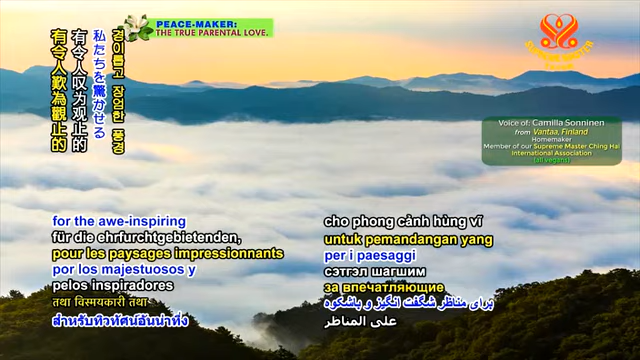 PEACE-MAKER:
THE TRUE PARENTAL LOVE.
SUPREME MASTER
경이롭고 장엄한 풍경
私たちを驚かせる
有令人叹为观止的
有令人歎為觀止的
Voice of: Camilla Sonninen
from Vantaa, Finland
Homemaker
Member of our Supreme Master Ching Hai
International Association
(all vegans)
for the awe-inspiring
für die ehrfurchtgebietenden,
pour les paysages impressionnants
por los majestuosos y
pelos inspiradores
तथा विस्मयकारी तथा
สำหรับทิวทัศน์อันน่าทึ่ง
cho phong cảnh hùng vĩ
untuk pemandangan yang
per i paesaggi
сэтгэл шагшим
за впечатляющие
برای مناظر شگفت انگیز و باشکوه
على المناظر